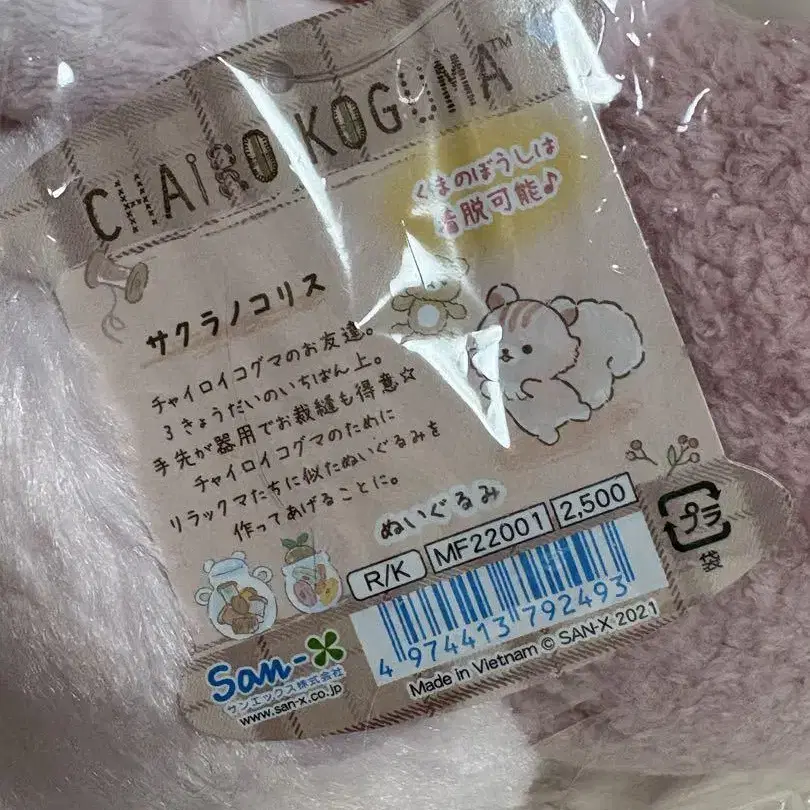 CHAIRO KOGUMA™
くまのぼうしは
着脱可能♪
サクラノコリス
チャイロイコグマのお友達。
3きょうだいのいちばん上。
手先が器用でお裁縫も得意☆
チャイロイコグマのために
リラックマたちに似たぬいぐるみを
作ってあげることに。
ぬいぐるみ
R/K MF22001 2,500
プラ
袋
4 974413 792493
San-X
サンエックス株式会社
www.san-x.co.jp
Made in Vietnam © SAN-X 2021